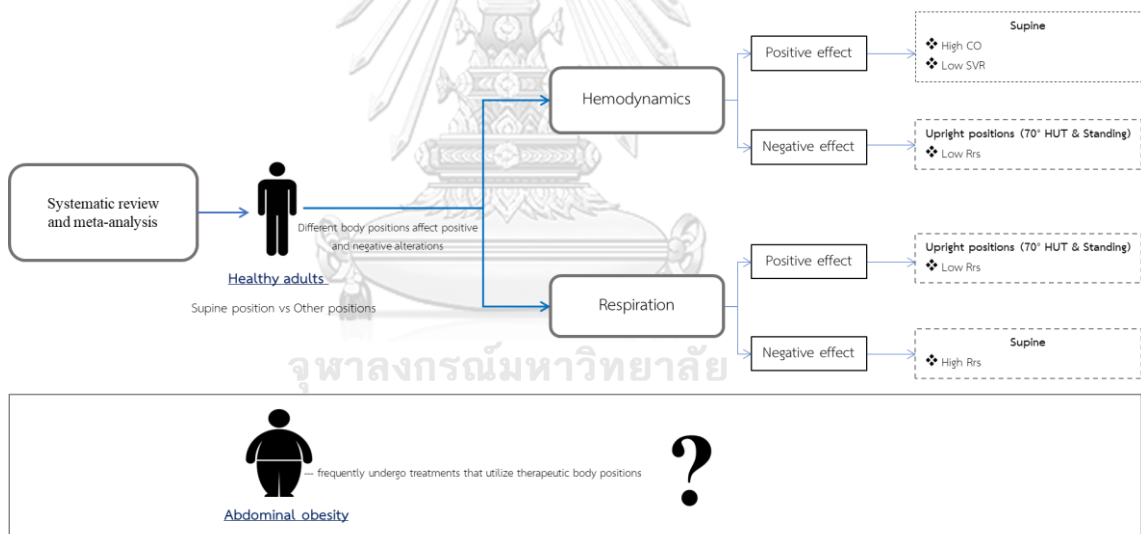 Systematic review
and meta-analysis
Different body positions affect positive
and negative alterations
Healthy adults
Supine position vs Other positions
Hemodynamics
Positive effect
Supine
❖ High CO
❖ Low SVR
Negative effect
Upright positions (70° HUT & Standing)
❖ Low Rrs
Respiration
Positive effect
Upright positions (70° HUT & Standing)
❖ Low Rrs
Negative effect
Supine
❖ High Rrs
จุฬาลงกรณ์มหาวิทยาลัย
--- frequently undergo treatments that utilize therapeutic body positions
?
Abdominal obesity